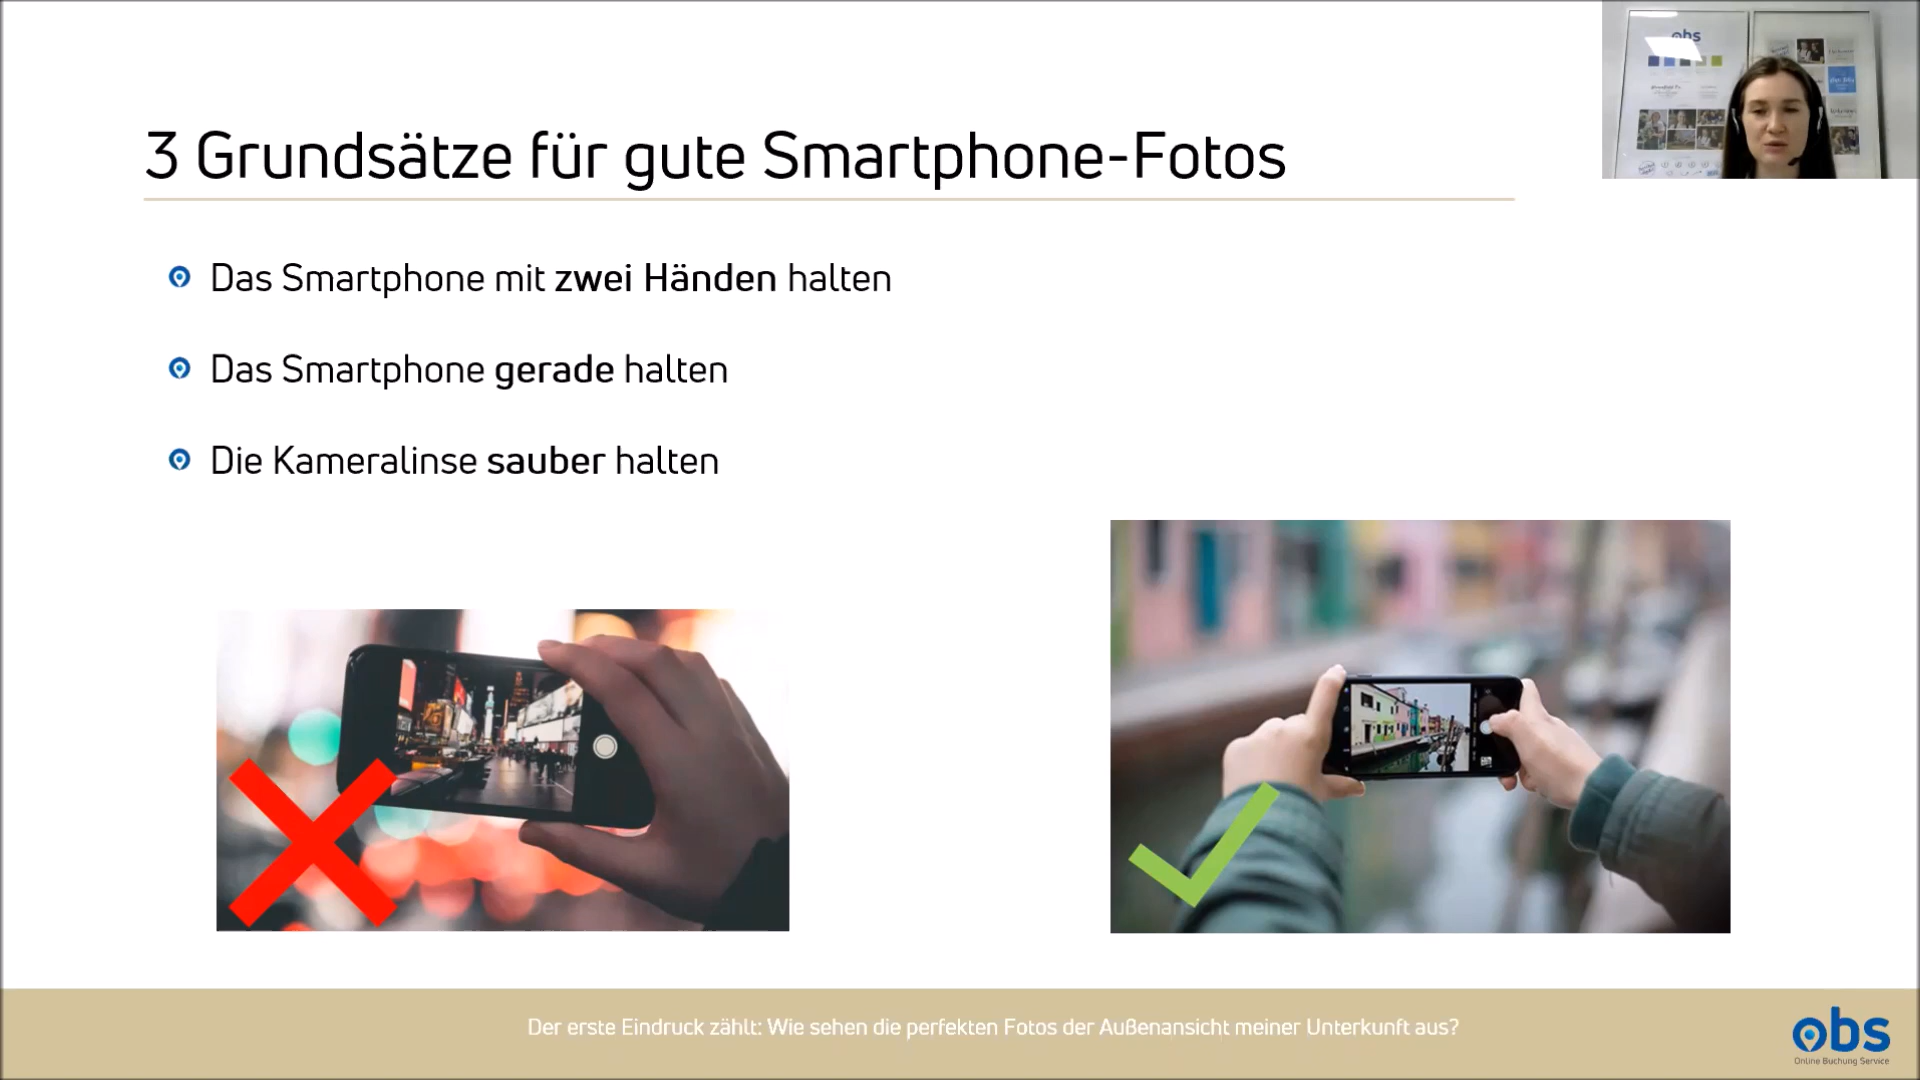 3 Grundsätze für gute Smartphone-Fotos
Das Smartphone mit zwei Händen halten
Das Smartphone gerade halten
Die Kameralinse sauber halten
Der erste Eindruck zählt: Wie sehen die perfekten Fotos der Außenansicht meiner Unterkunft aus?
obs
Online Buchung Service
obs